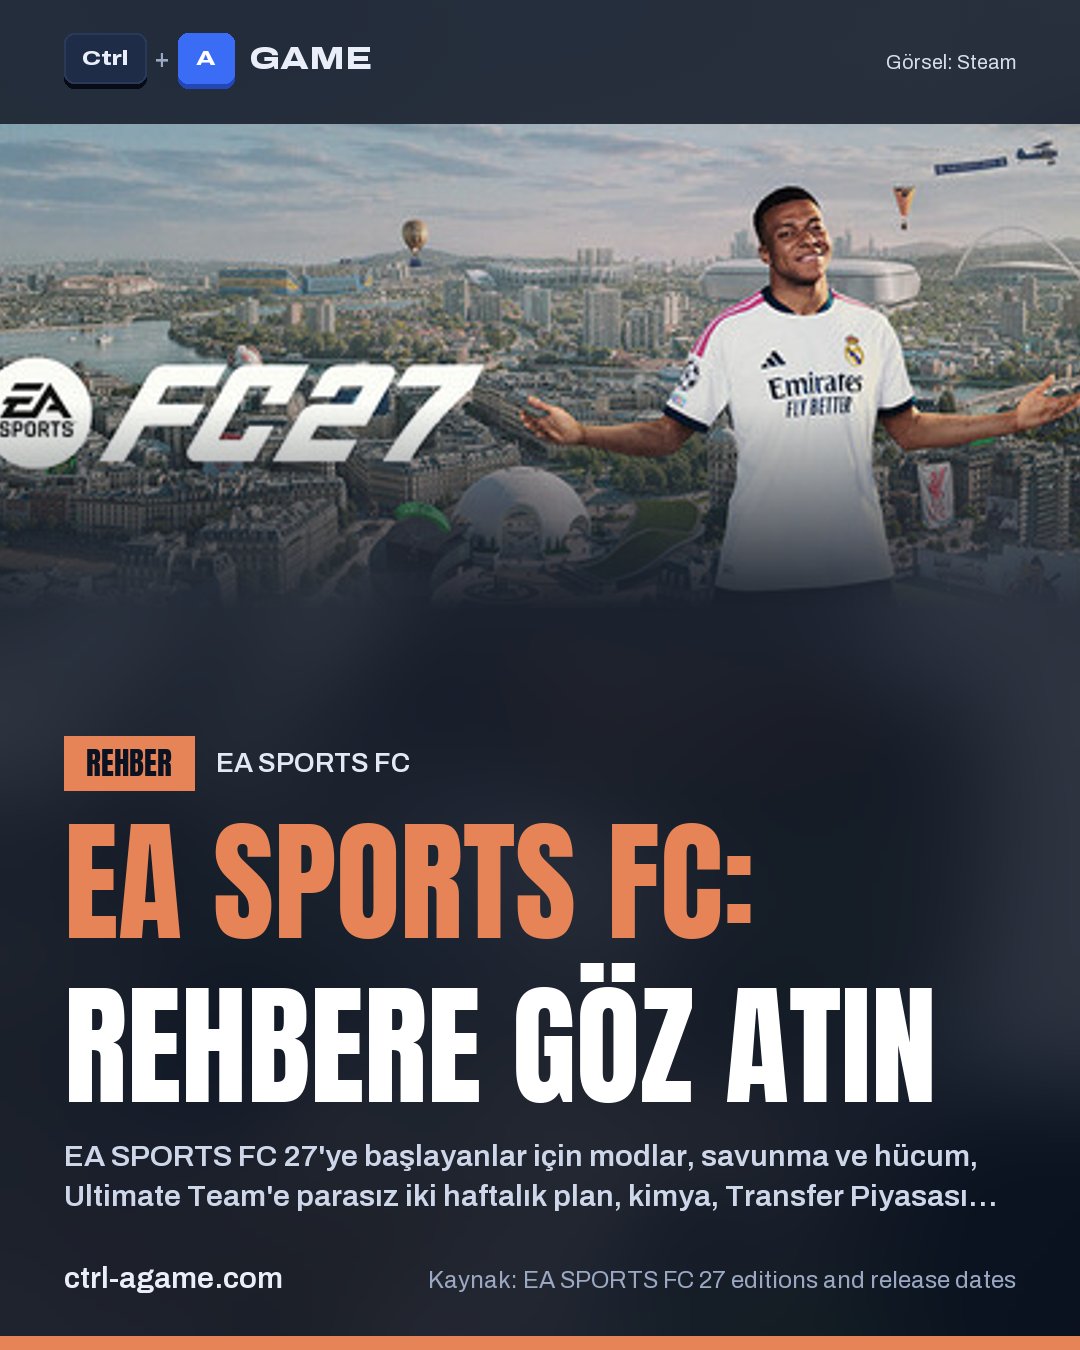 Ctrl + A GAME
Görsel: Steam
EA SPORTS FC27
Emirates
FLY BETTER
REHBER EA SPORTS FC
EA SPORTS FC:
REHBERE GÖZ ATIN
EA SPORTS FC 27'ye başlayanlar için modlar, savunma ve hücum,
Ultimate Team'e parasız iki haftalık plan, kimya, Transfer Piyasası…
ctrl-agame.com
Kaynak: EA SPORTS FC 27 editions and release dates